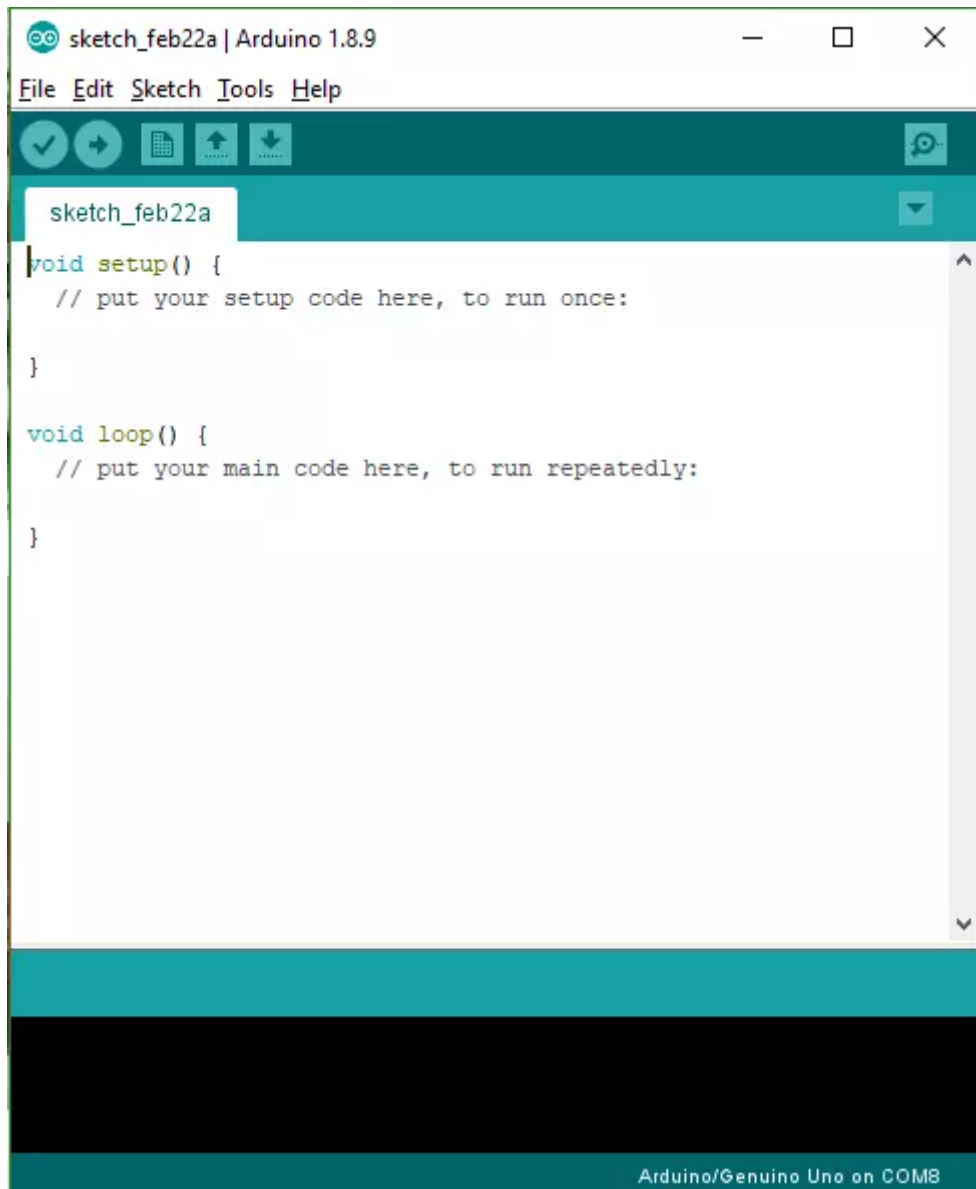 sketch_feb22a | Arduino 1.8.9
File Edit Sketch Tools Help
sketch_feb22a
void setup() {
  // put your setup code here, to run once:
}
void loop() {
  // put your main code here, to run repeatedly:
}
Arduino/Genuino Uno on COM8